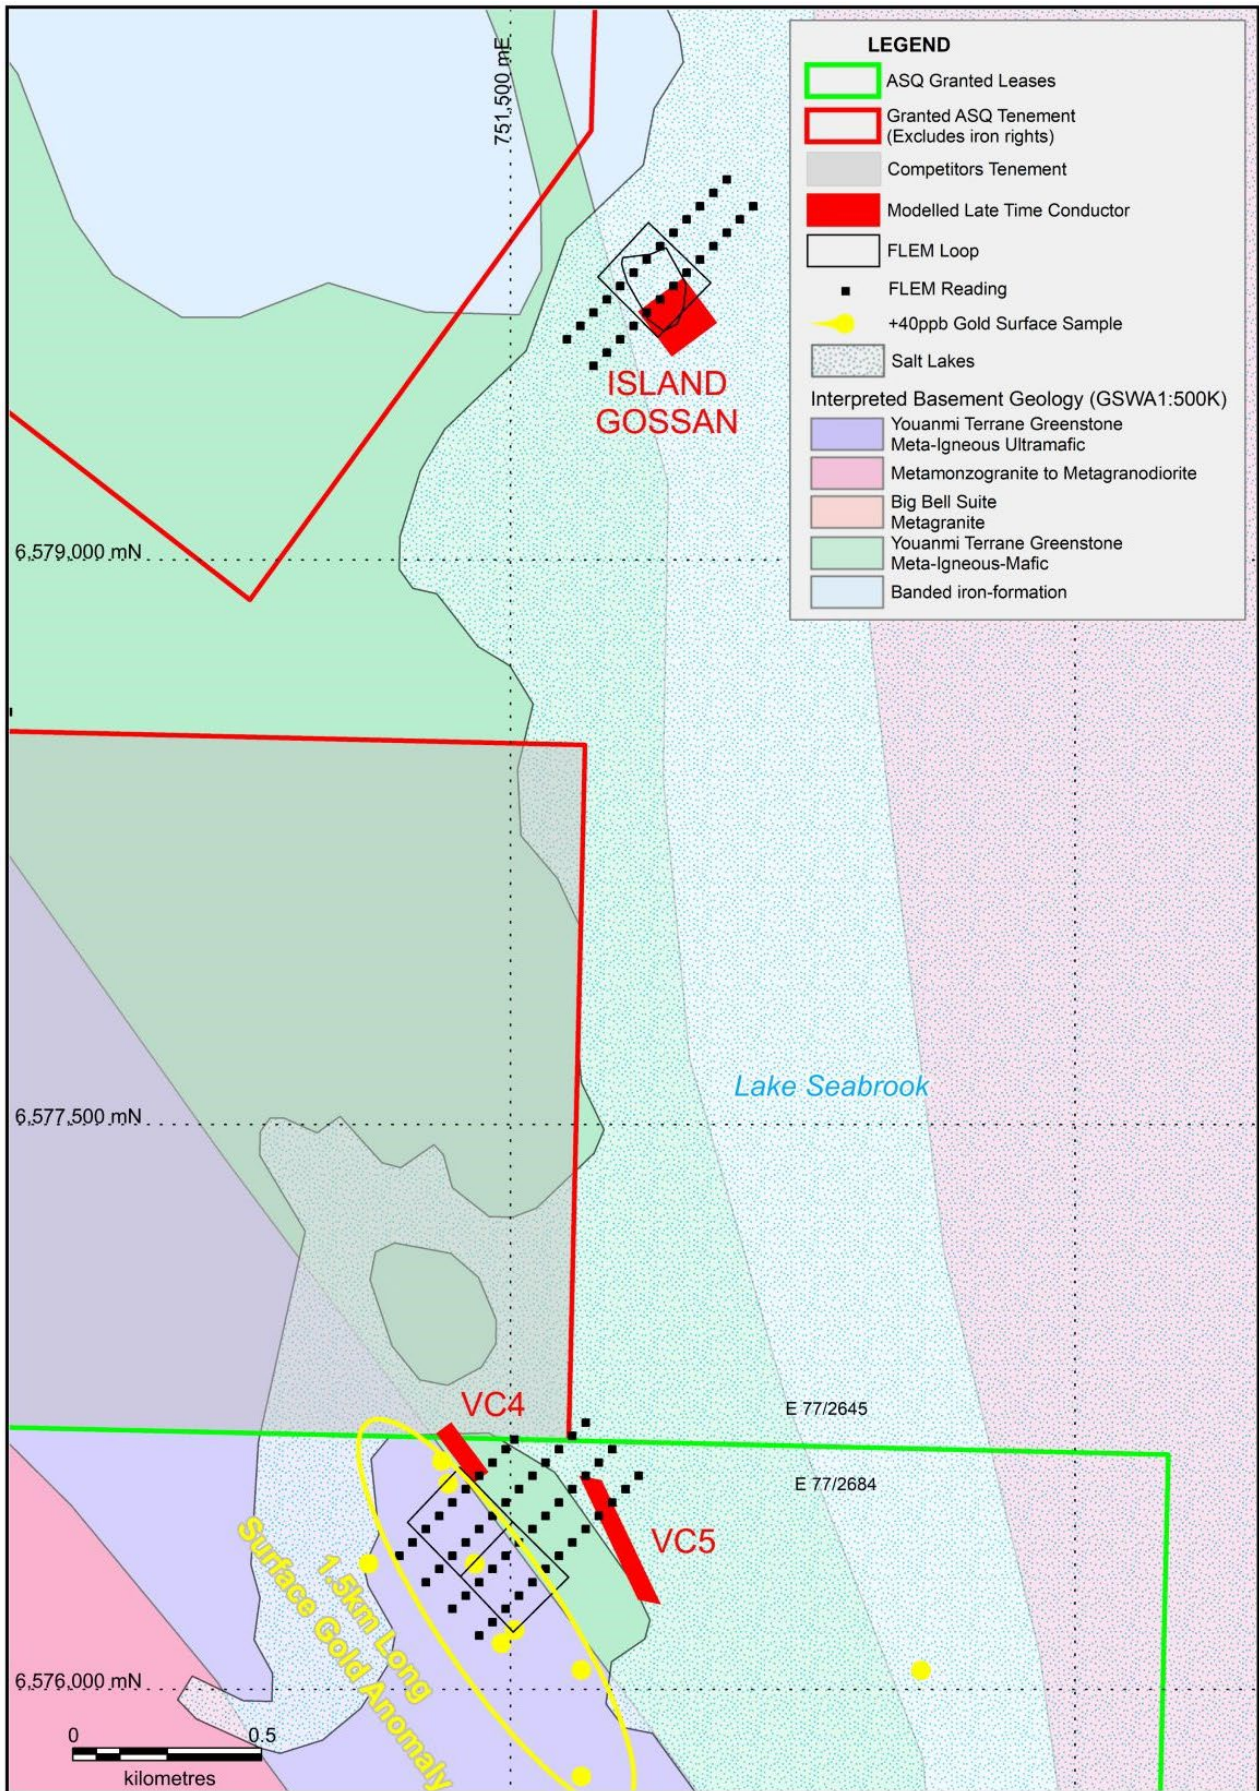 751,500 mE
LEGEND
ASQ Granted Leases
Granted ASQ Tenement
(Excludes iron rights)
Competitors Tenement
Modelled Late Time Conductor
FLEM Loop
FLEM Reading
+40ppb Gold Surface Sample
Salt Lakes
Interpreted Basement Geology (GSWA1:500K)
Youanmi Terrane Greenstone
Meta-Igneous Ultramafic
Metamonzogranite to Metagranodiorite
Big Bell Suite
Metagranite
Youanmi Terrane Greenstone
Meta-Igneous-Mafic
Banded iron-formation
ISLAND
GOSSAN
6,579,000 mN
Lake Seabrook
6,577,500 mN
VC4
E 77/2645
E 77/2684
VC5
1.5km Long
Surface Gold Anomaly
6,576,000 mN
0 0.5
kilometres